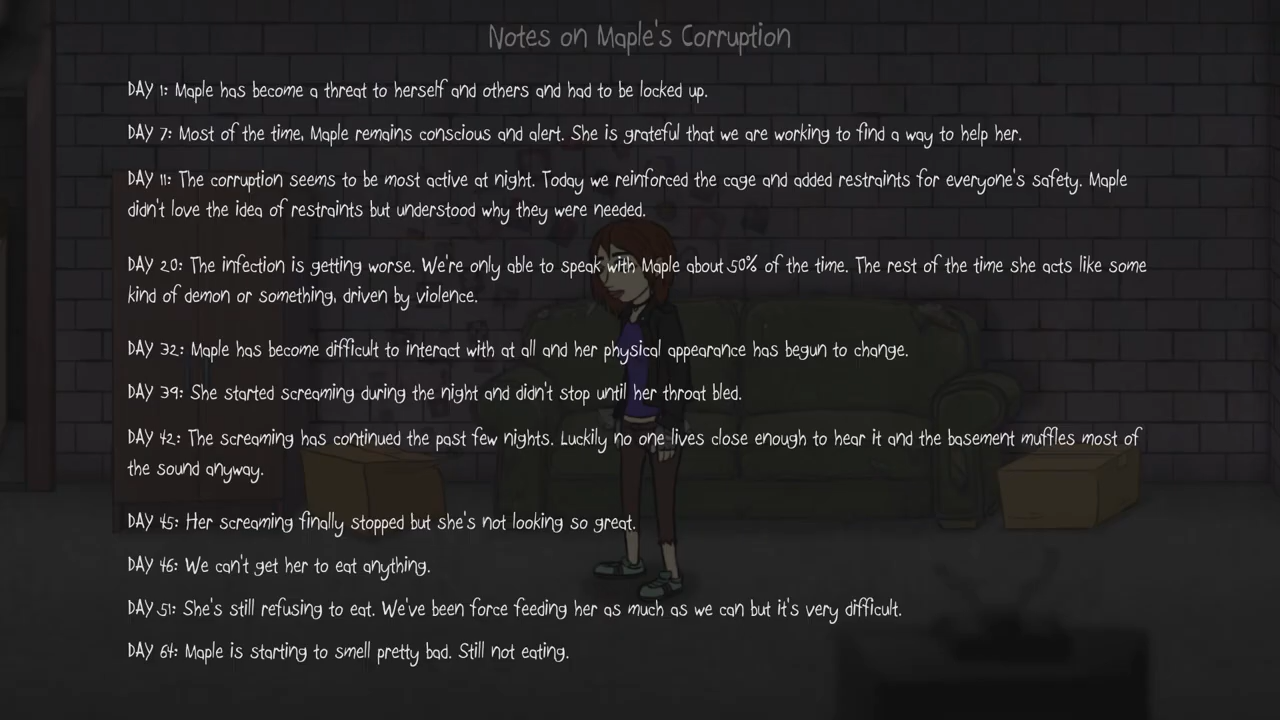 Notes on Maple's Corruption
DAY 1: Maple has become a threat to herself and others and had to be locked up.
DAY 7: Most of the time, Maple remains conscious and alert. She is grateful that we are working to find a way to help her.
DAY 11: The corruption seems to be most active at night. Today we reinforced the cage and added restraints for everyone's safety. Maple
didn't love the idea of restraints but understood why they were needed.
DAY 20: The infection is getting worse. We're only able to speak with Maple about 50% of the time. The rest of the time she acts like some
kind of demon or something, driven by violence.
DAY 32: Maple has become difficult to interact with at all and her physical appearance has begun to change.
DAY 39: She started screaming during the night and didn't stop until her throat bled.
DAY 42: The screaming has continued the past few nights. Luckily no one lives close enough to hear it and the basement muffles most of
the sound anyway.
DAY 45: Her screaming finally stopped but she's not looking so great.
DAY 46: We can't get her to eat anything.
DAY 51: She's still refusing to eat. We've been force feeding her as much as we can but it's very difficult.
DAY 64: Maple is starting to smell pretty bad. Still not eating.